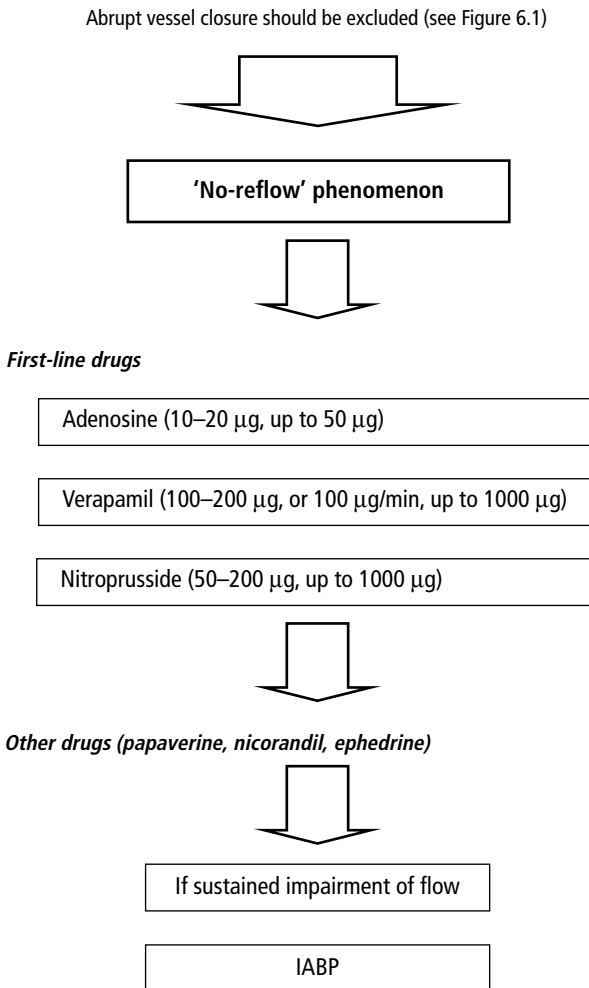 Abrupt vessel closure should be excluded (see Figure 6.1)
‘No-reflow’ phenomenon
First-line drugs
Adenosine (10–20 μg, up to 50 μg)
Verapamil (100–200 μg, or 100 μg/min, up to 1000 μg)
Nitroprusside (50–200 μg, up to 1000 μg)
Other drugs (papaverine, nicorandil, ephedrine)
If sustained impairment of flow
IABP